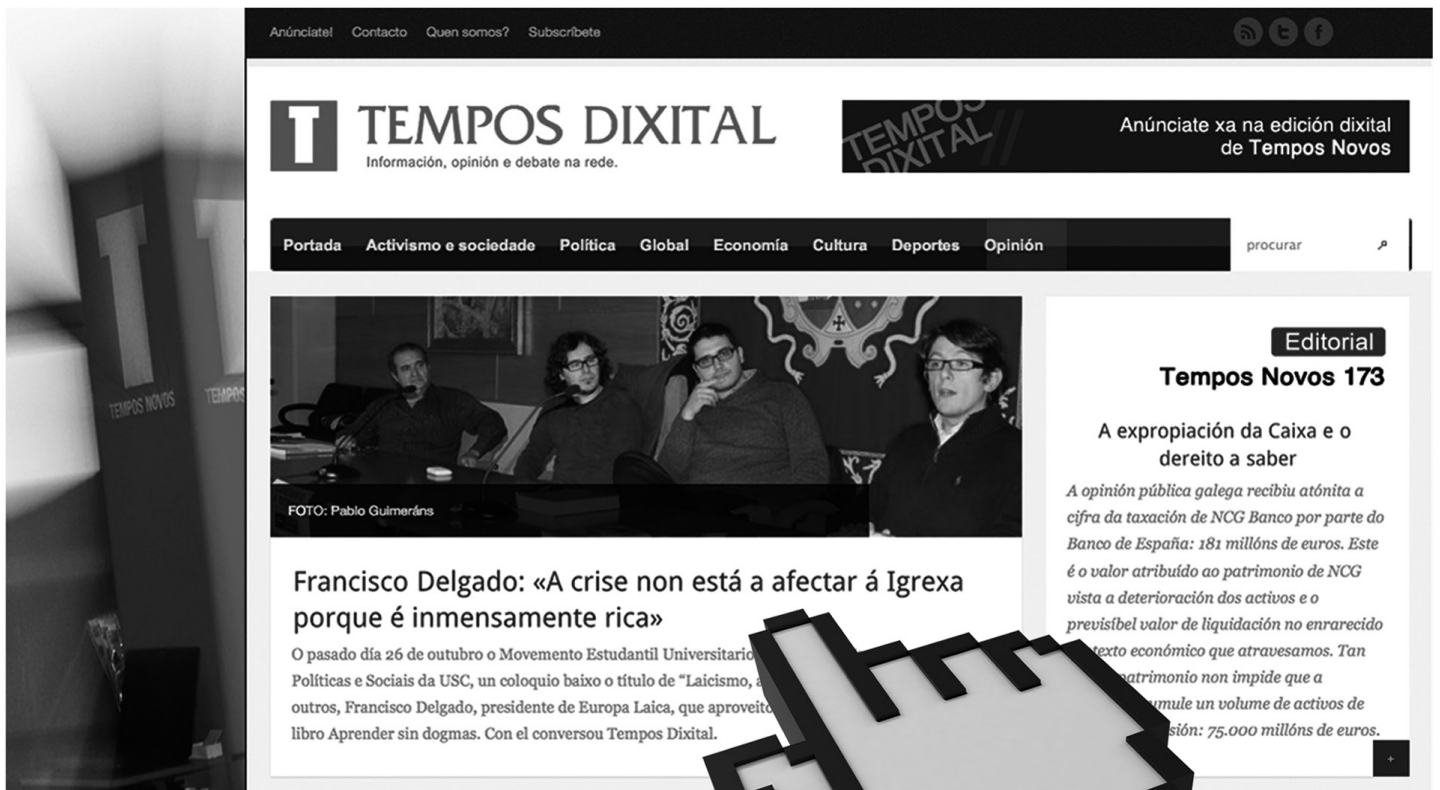 Anúnciate! Contacto Quen somos? Subscríbete
T TEMPOS DIXITAL
Información, opinión e debate na rede.
TEMPOS
DIXITAL //
Anúnciate xa na edición dixital
de Tempos Novos
Portada Activismo e sociedade Política Global Economía Cultura Deportes Opinión
procurar
TEMPOS NOVOS
TEMPOS
FOTO: Pablo Guimeráns
Francisco Delgado: «A crise non está a afectar á Igrexa
porque é inmensamente rica»
O pasado día 26 de outubro o Movemento Estudantil Universitario
Políticas e Sociais da USC, un coloquio baixo o título de “Laicismo,
outros, Francisco Delgado, presidente de Europa Laica, que
libro Aprender sin dogmas. Con el conversou Tempos Dixital.
Editorial
Tempos Novos 173
A expropiación da Caixa e o
dereito a saber
A opinión pública galega recibiu atónita a
cifra da taxación de NCG Banco por parte do
Banco de España: 181 millóns de euros. Este
é o valor atribuído ao patrimonio de NCG
vista a deterioración dos activos e o
previsíbel valor de liquidación no enrarecido
texto económico que atravesamos. Tan
patrimonio non impide que a
mule un volume de activos de
sión: 75.000 millóns de euros.
+